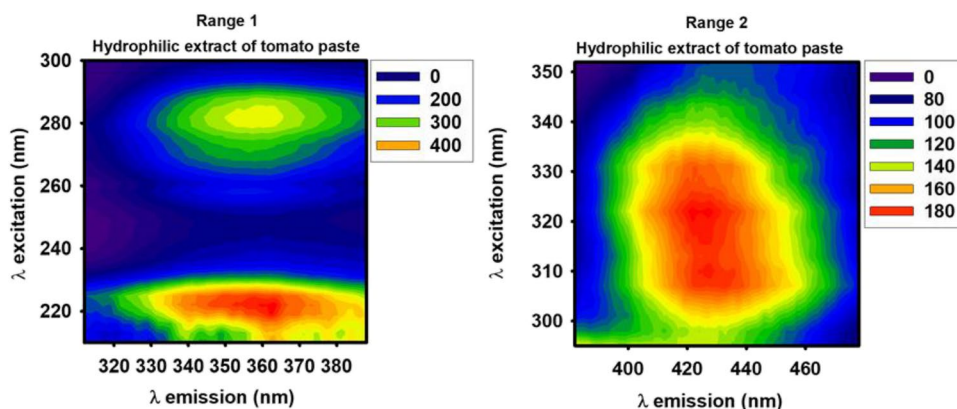 Range 1
Hydrophilic extract of tomato paste
300
280
260
240
220
λ excitation (nm)
320 330 340 350 360 370 380
λ emission (nm)
0
200
300
400
Range 2
Hydrophilic extract of tomato paste
350
340
330
320
310
300
λ excitation (nm)
400 420 440 460
λ emission (nm)
0
80
100
120
140
160
180